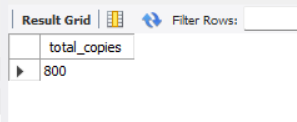 Result Grid Filter Rows:
total_copies
800